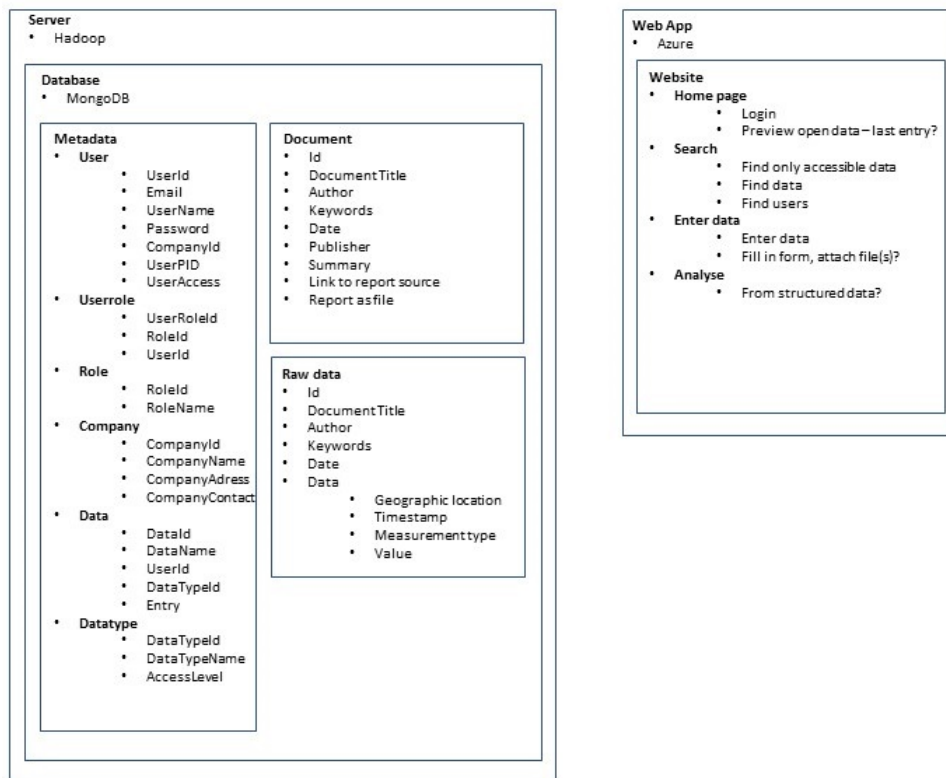 Server
• Hadoop
Database
• MongoDB
Metadata
• User
• UserId
• Email
• UserName
• Password
• CompanyId
• UserPID
• UserAccess
• Userrole
• UserRoleId
• RoleId
• UserId
• Role
• RoleId
• RoleName
• Company
• CompanyId
• CompanyName
• CompanyAdress
• CompanyContact
• Data
• DataId
• DataName
• UserId
• DataTypeId
• Entry
• Datatype
• DataTypeId
• DataTypeName
• AccessLevel
Document
• Id
• DocumentTitle
• Author
• Keywords
• Date
• Publisher
• Summary
• Link to report source
• Report as file
Raw data
• Id
• DocumentTitle
• Author
• Keywords
• Date
• Data
• Geographic location
• Timestamp
• Measurement type
• Value
Web App
• Azure
Website
• Home page
• Login
• Preview open data – last entry?
• Search
• Find only accessible data
• Find data
• Find users
• Enter data
• Enter data
• Fill in form, attach file(s)?
• Analyse
• From structured data?